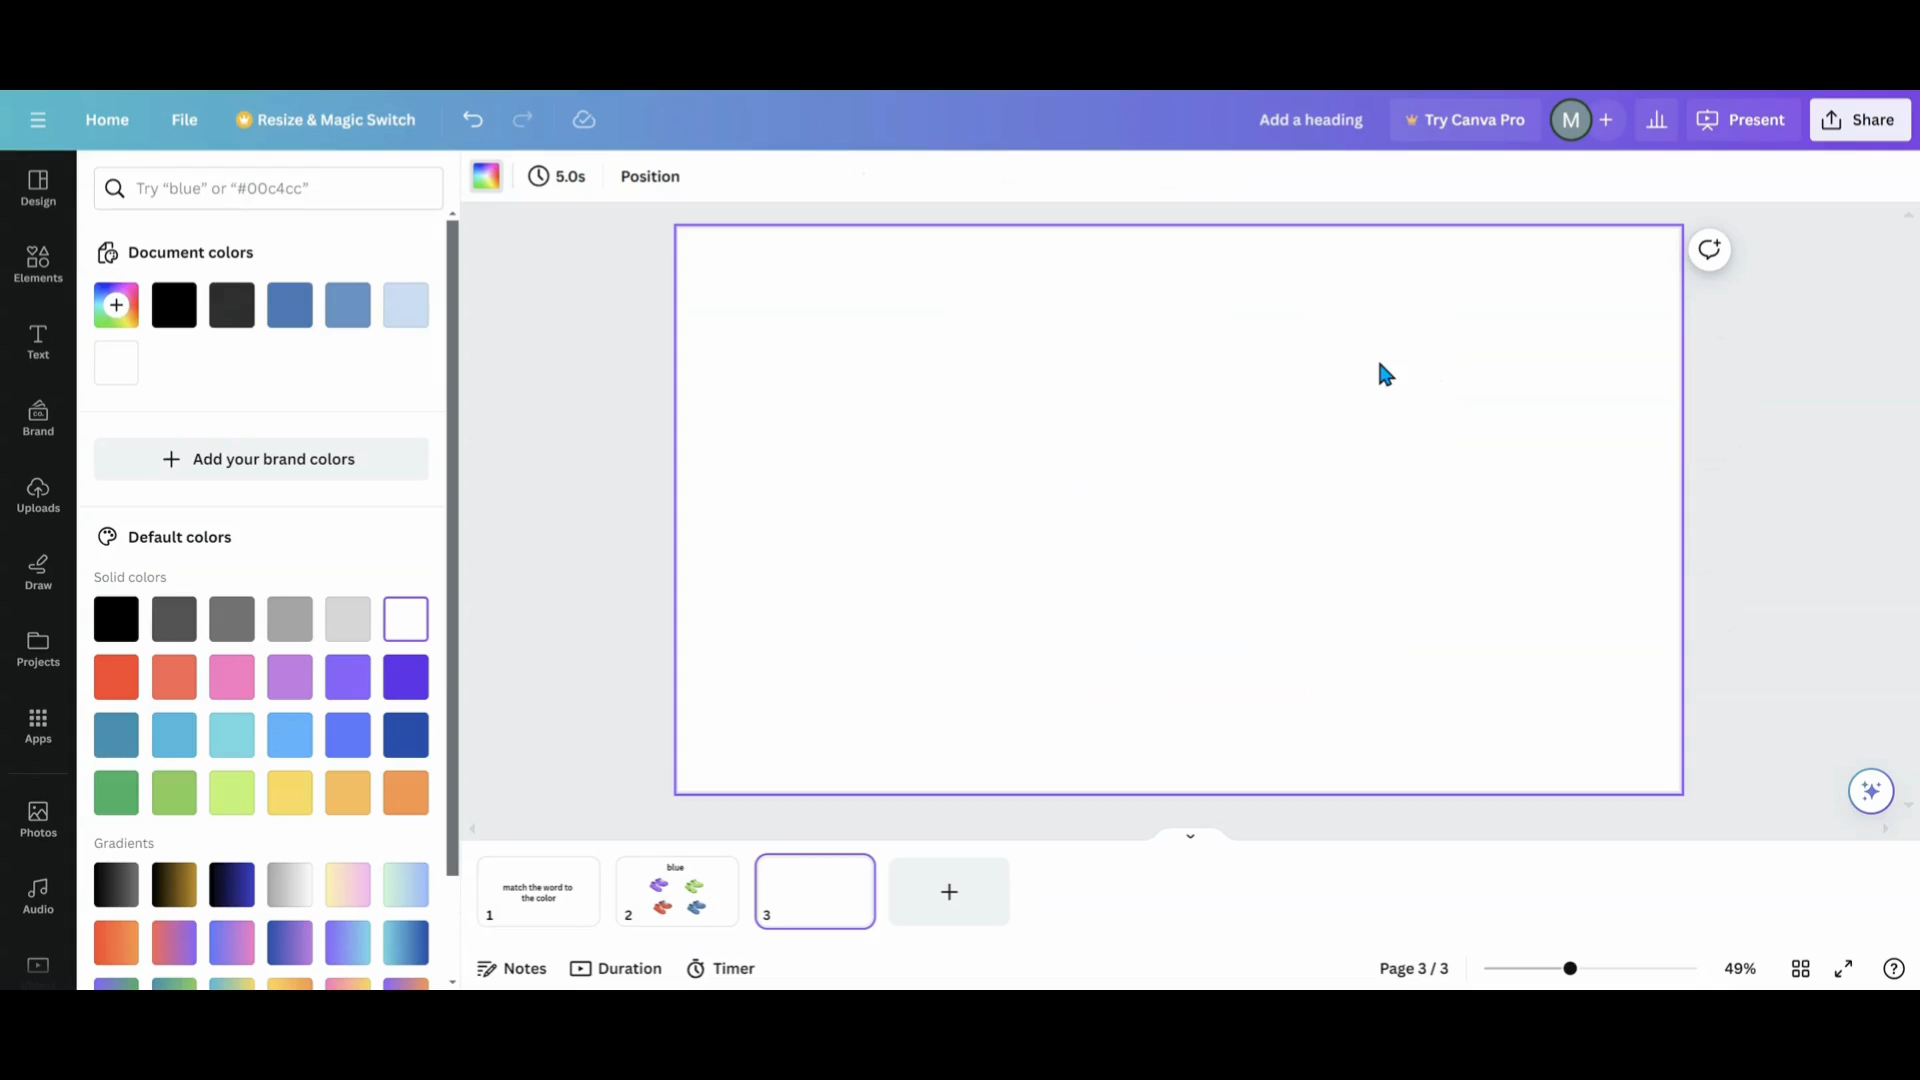 Home
File
Resize & Magic Switch
Add a heading
Try Canva Pro
M
Present
Share
Design
Elements
Text
CO.
Brand
Uploads
Draw
Projects
Apps
Photos
Audio
Try “blue” or “#00c4cc”
Document colors
Add your brand colors
Default colors
Solid colors
Gradients
5.0s
Position
match the word to
the color
1
blue
2
3
Notes
Duration
Timer
Page 3 / 3
49%